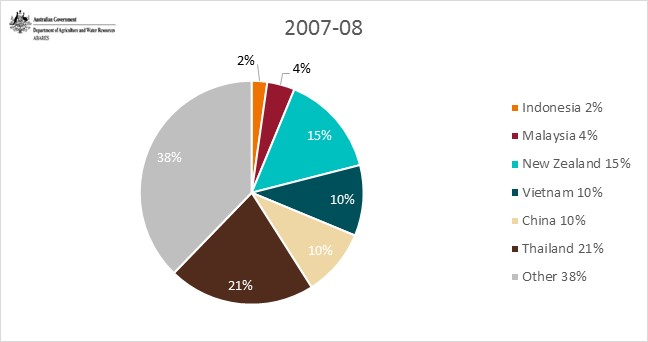 Australian Government
Department of Agriculture and Water Resources
ABARES
2007-08
2%
4%
15%
10%
10%
21%
38%
Indonesia 2%
Malaysia 4%
New Zealand 15%
Vietnam 10%
China 10%
Thailand 21%
Other 38%